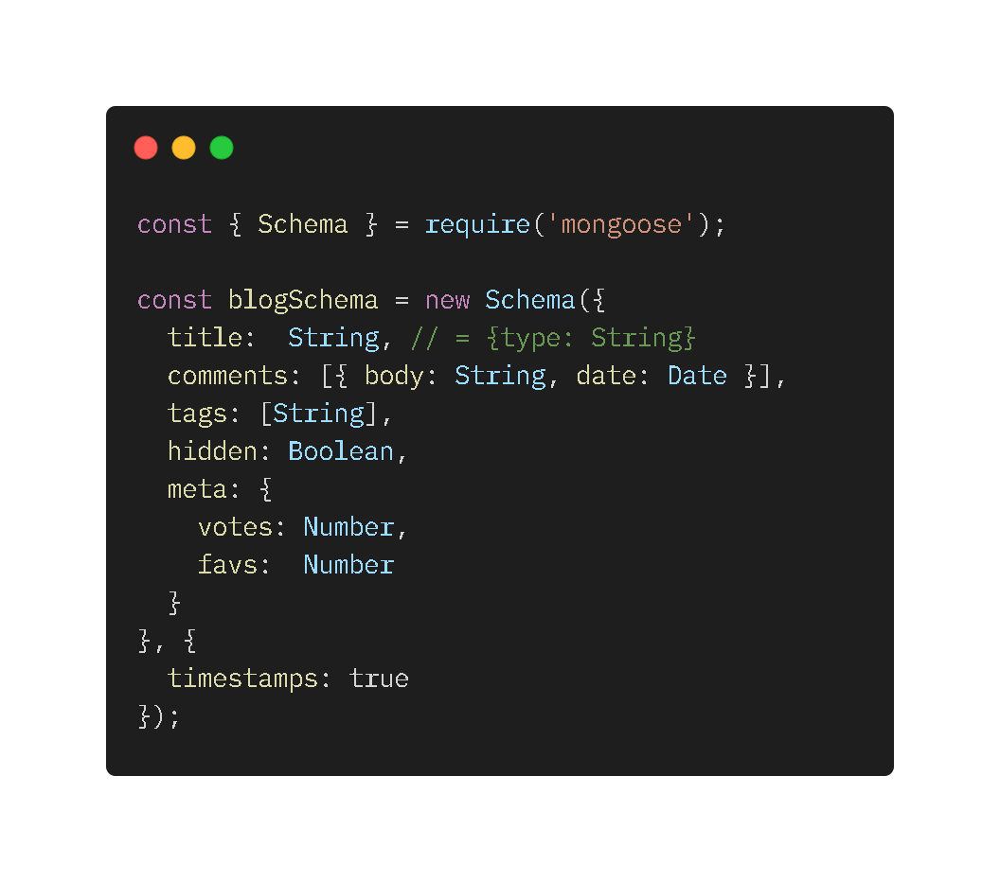 const { Schema } = require('mongoose');

const blogSchema = new Schema({
  title:  String, // = {type: String}
  comments: [{ body: String, date: Date }],
  tags: [String],
  hidden: Boolean,
  meta: {
    votes: Number,
    favs:  Number
  }
}, {
  timestamps: true
});